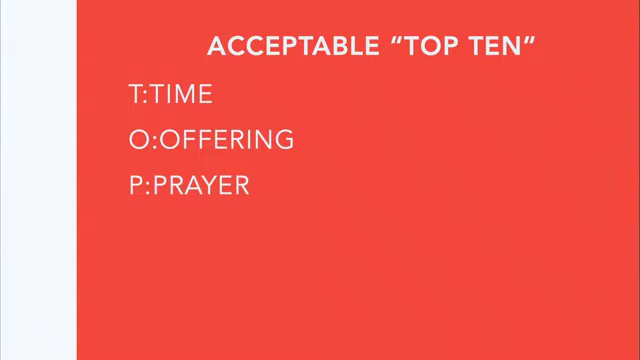 ACCEPTABLE “TOP TEN”
T:TIME
O:OFFERING
P:PRAYER